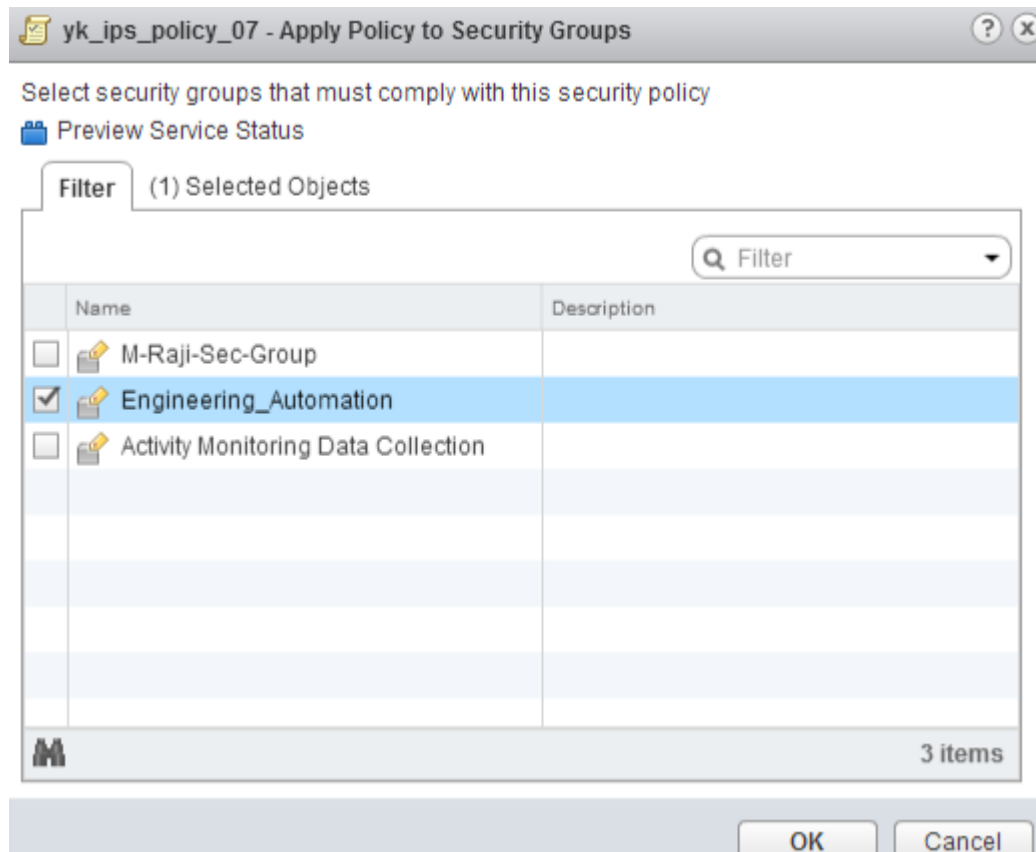 yk_ips_policy_07 - Apply Policy to Security Groups ? x
Select security groups that must comply with this security policy
Preview Service Status
Filter (1) Selected Objects
Filter
Name Description
M-Raji-Sec-Group
Engineering_Automation
Activity Monitoring Data Collection
3 items
OK Cancel